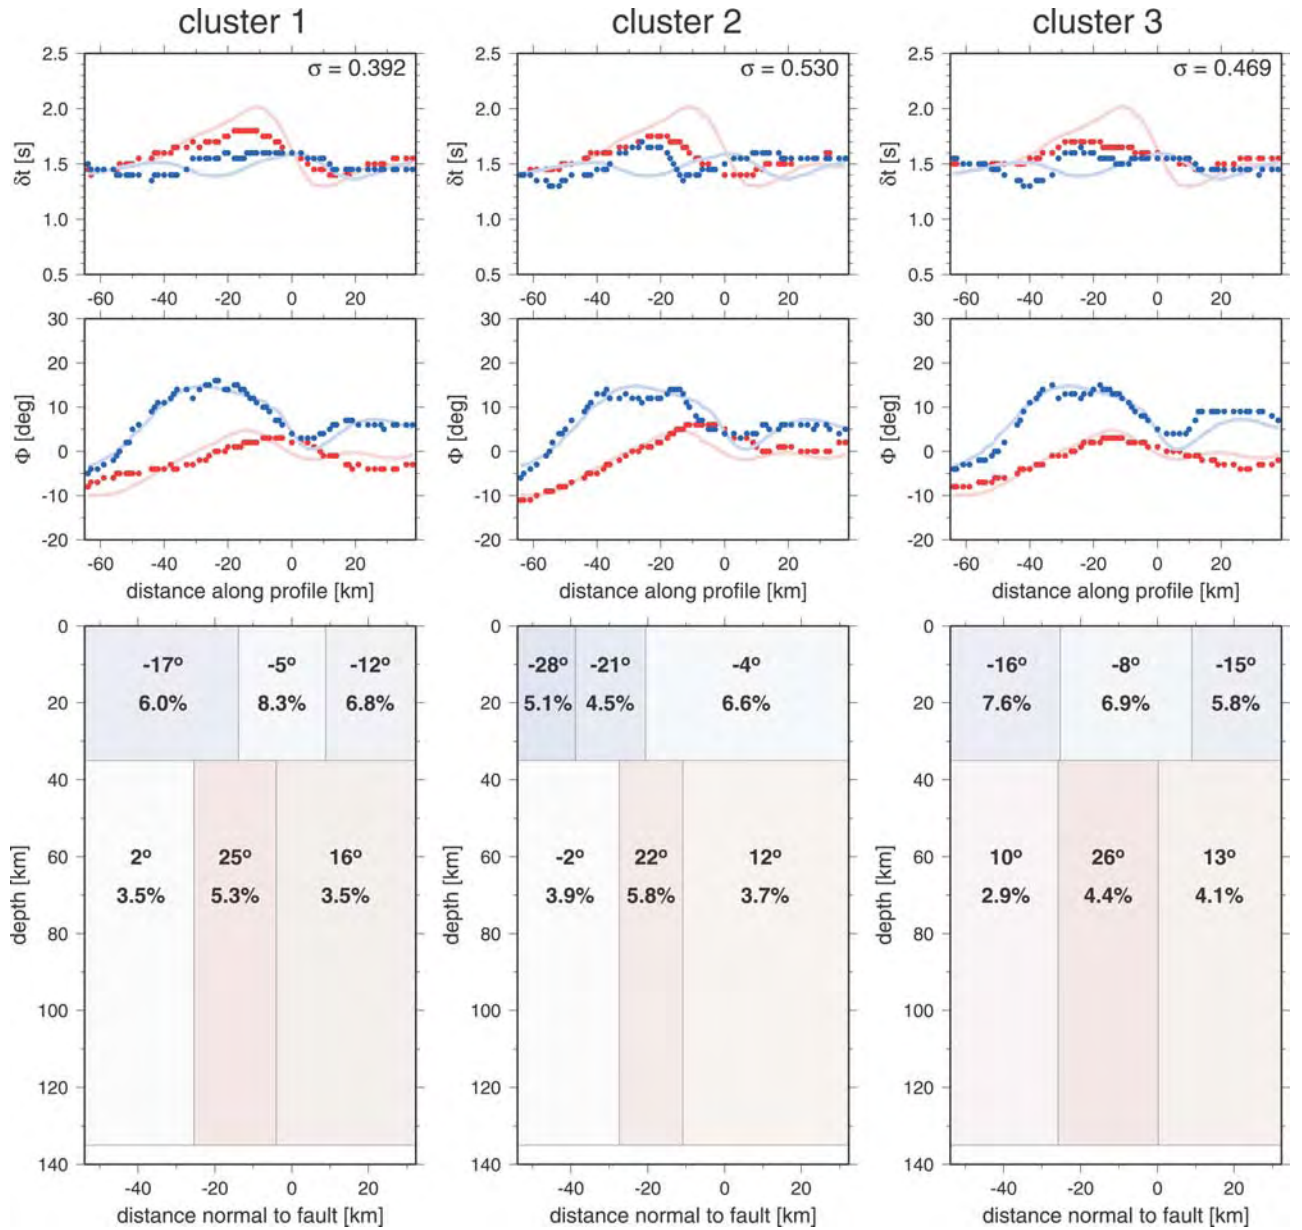 cluster 1 cluster 2 cluster 3
2.5 2.5 2.5
σ = 0.392 σ = 0.530 σ = 0.469
2.0 2.0 2.0
δt [s] 1.5 δt [s] 1.5 δt [s] 1.5
1.0 1.0 1.0
0.5 0.5 0.5
-60 -40 -20 0 20 -60 -40 -20 0 20 -60 -40 -20 0 20
30 30 30
20 20 20
Φ [deg] 10 Φ [deg] 10 Φ [deg] 10
0 0 0
-10 -10 -10
-20 -20 -20
-60 -40 -20 0 20 -60 -40 -20 0 20 -60 -40 -20 0 20
distance along profile [km] distance along profile [km] distance along profile [km]
0 0 0
-17º -5º -12º -28º -21º -4º -16º -8º -15º
20 6.0% 8.3% 6.8% 20 5.1% 4.5% 6.6% 20 7.6% 6.9% 5.8%
40 40 40
60 2º 25º 16º 60 -2º 22º 12º 60 10º 26º 13º
3.5% 5.3% 3.5% 3.9% 5.8% 3.7% 2.9% 4.4% 4.1%
depth [km] depth [km] depth [km]
80 80 80
100 100 100
120 120 120
140 140 140
-40 -20 0 20 -40 -20 0 20 -40 -20 0 20
distance normal to fault [km] distance normal to fault [km] distance normal to fault [km]